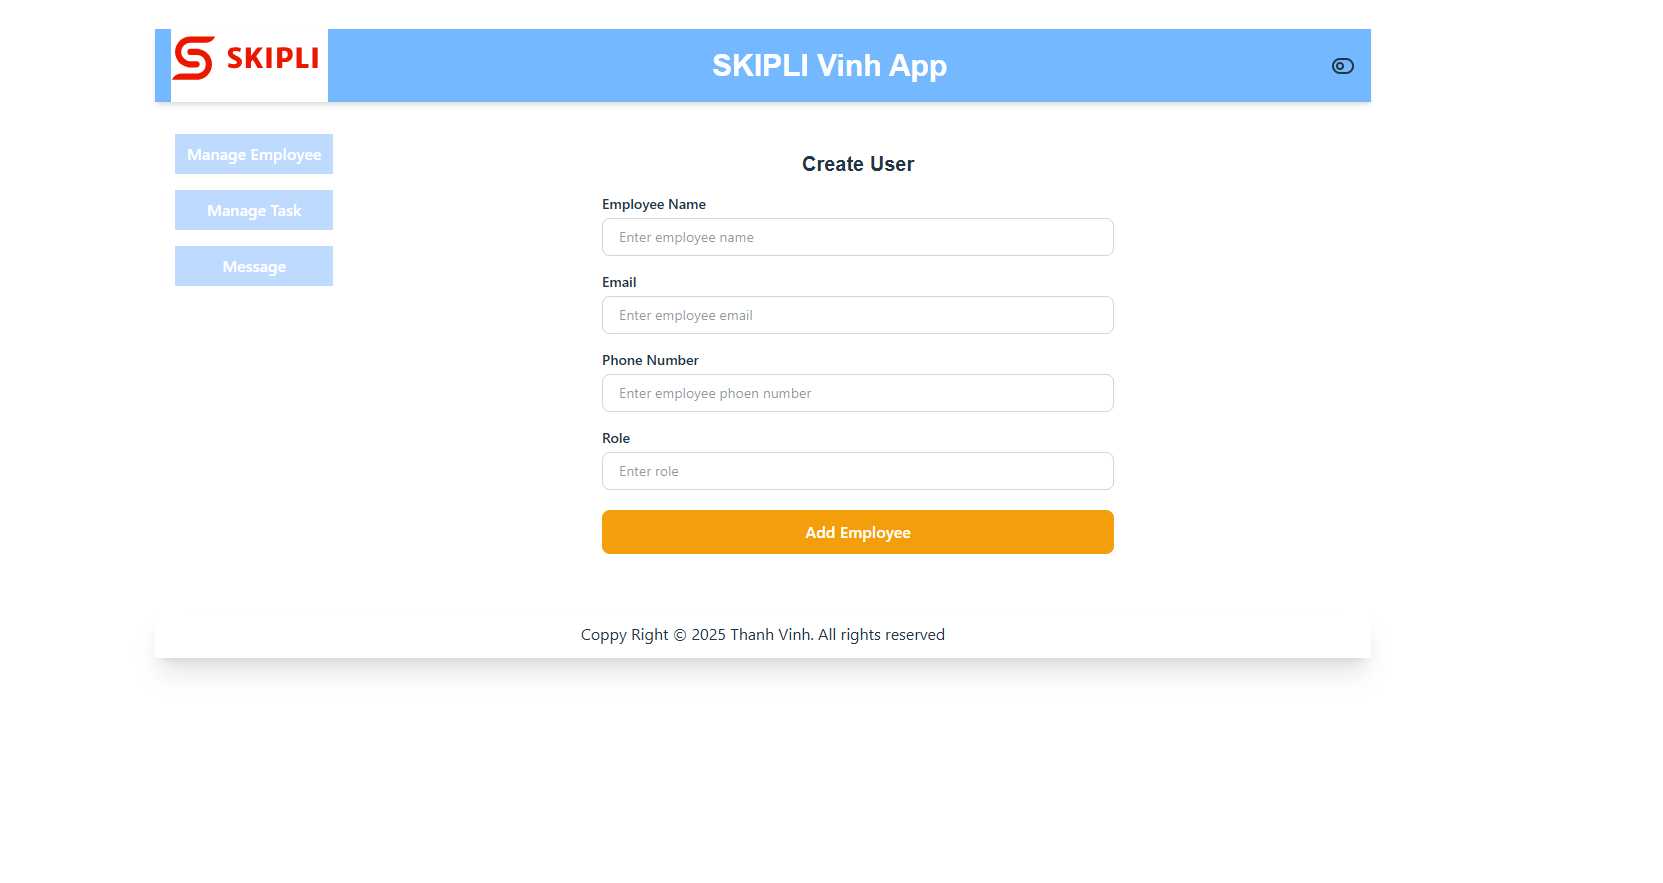 SKIPLI
SKIPLI Vinh App
Manage Employee
Manage Task
Message
Create User
Employee Name
Enter employee name
Email
Enter employee email
Phone Number
Enter employee phoen number
Role
Enter role
Add Employee
Coppy Right © 2025 Thanh Vinh. All rights reserved